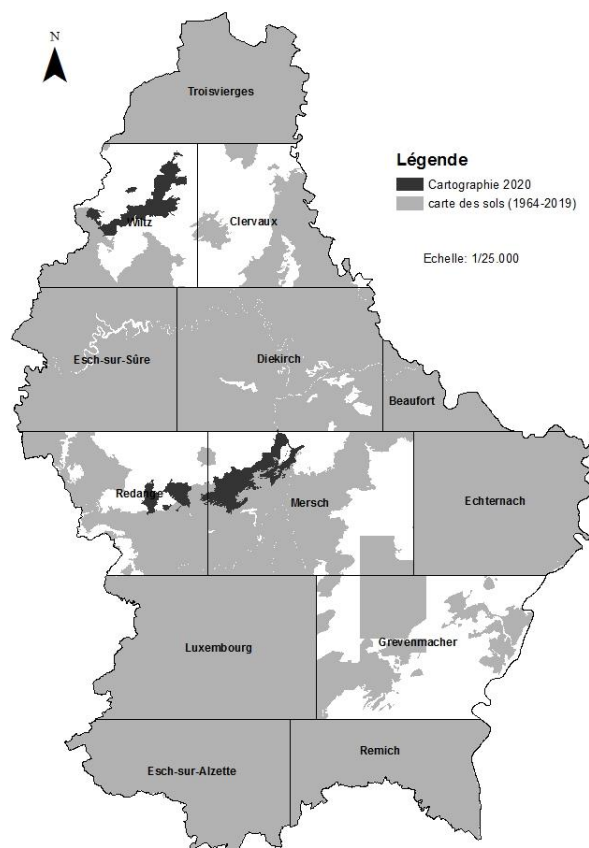 N
Troisvierges
Légende
Cartographie 2020
carte des sols (1964-2019)
Wiltz
Clervaux
Echelle: 1/25.000
Esch-sur-Sûre
Diekirch
Beaufort
Redange
Mersch
Echternach
Luxembourg
Grevenmacher
Esch-sur-Alzette
Remich